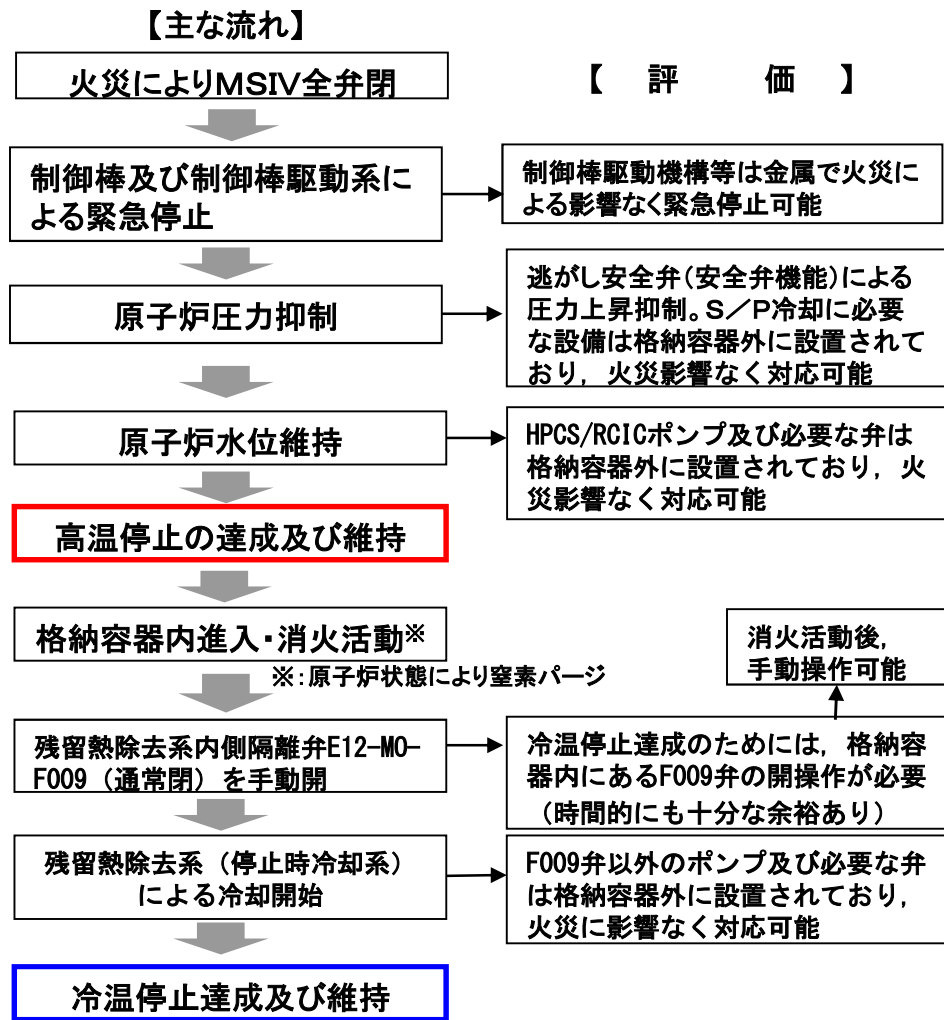 【主な流れ】
火災によりMSIV全弁閉
【 評 価 】
制御棒及び制御棒駆動系に
よる緊急停止
制御棒駆動機構等は金属で火災に
よる影響なく緊急停止可能
原子炉圧力抑制
逃がし安全弁(安全弁機能)による
圧力上昇抑制。S/P冷却に必要
な設備は格納容器外に設置されて
おり，火災影響なく対応可能
原子炉水位維持
HPCS/RCICポンプ及び必要な弁は
格納容器外に設置されており，火
災影響なく対応可能
高温停止の達成及び維持
格納容器内進入・消火活動※
※：原子炉状態により窒素パージ
消火活動後，
手動操作可能
残留熱除去系内側隔離弁E12-MO-
F009（通常閉）を手動開
冷温停止達成のためには，格納容
器内にあるF009弁の開操作が必要
（時間的にも十分な余裕あり）
残留熱除去系（停止時冷却系）
による冷却開始
F009弁以外のポンプ及び必要な弁
は格納容器外に設置されており，
火災に影響なく対応可能
冷温停止達成及び維持